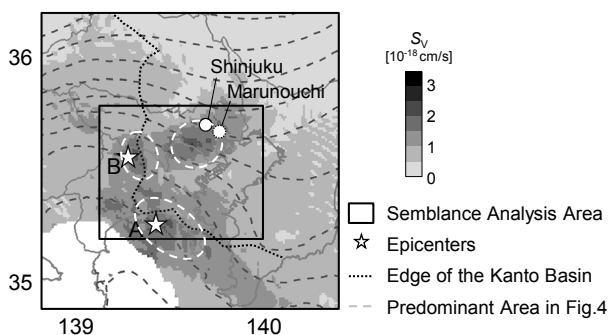 36
35
139
140
Shinjuku
Marunouchi
B
A
S_V
[10⁻¹⁸ cm/s]
3
2
1
0
Semblance Analysis Area
Epicenters
Edge of the Kanto Basin
Predominant Area in Fig.4